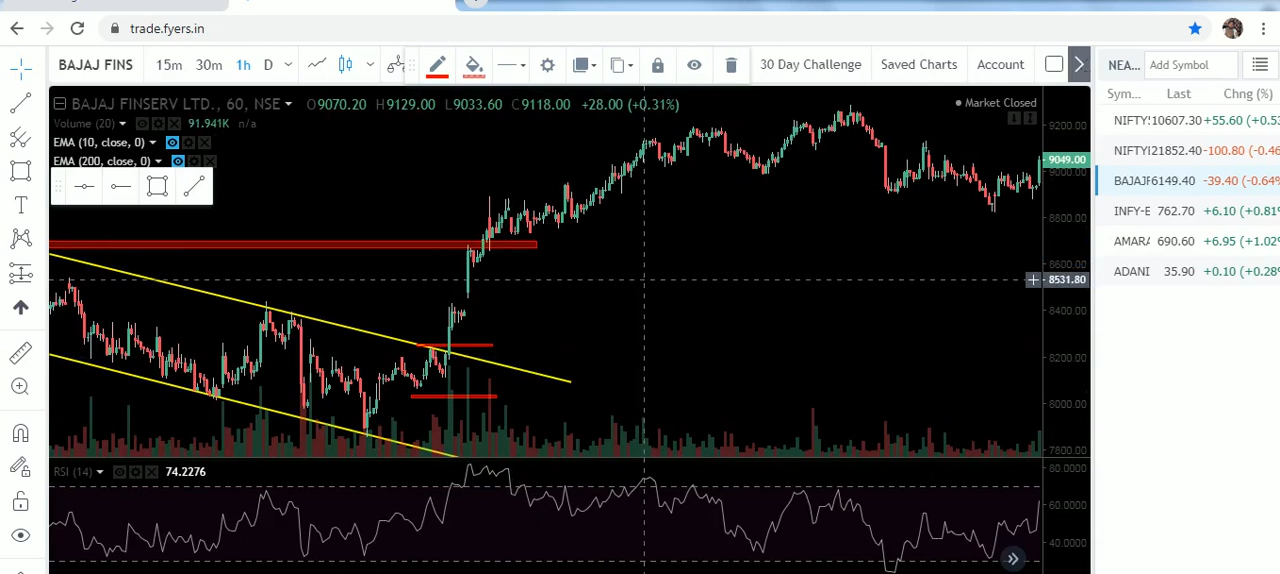 trade.fyers.in
BAJAJ FINS 15m 30m 1h D 30 Day Challenge Saved Charts Account NEA... Add Symbol
BAJAJ FINSERV LTD., 60, NSE O9070.20 H9129.00 L9033.60 C9118.00 +28.00 (+0.31%) Market Closed
Volume (20) 91.941K n/a
EMA (10, close, 0)
EMA (200, close, 0)
9200.00
9049.00
9000.00
8800.00
8600.00
8531.80
8400.00
8200.00
8000.00
7800.00
RSI (14) 74.2276
80.0000
60.0000
40.0000
Sym... Last Chng (%)
10607.30 +55.60 (+0.5
21852.40 -100.80 (-0.46
6149.40 -39.40 (-0.64%
INFY-E 762.70 +6.10 (+0.81%
AMARA 690.60 +6.95 (+1.02%
ADANI 35.90 +0.10 (+0.28%